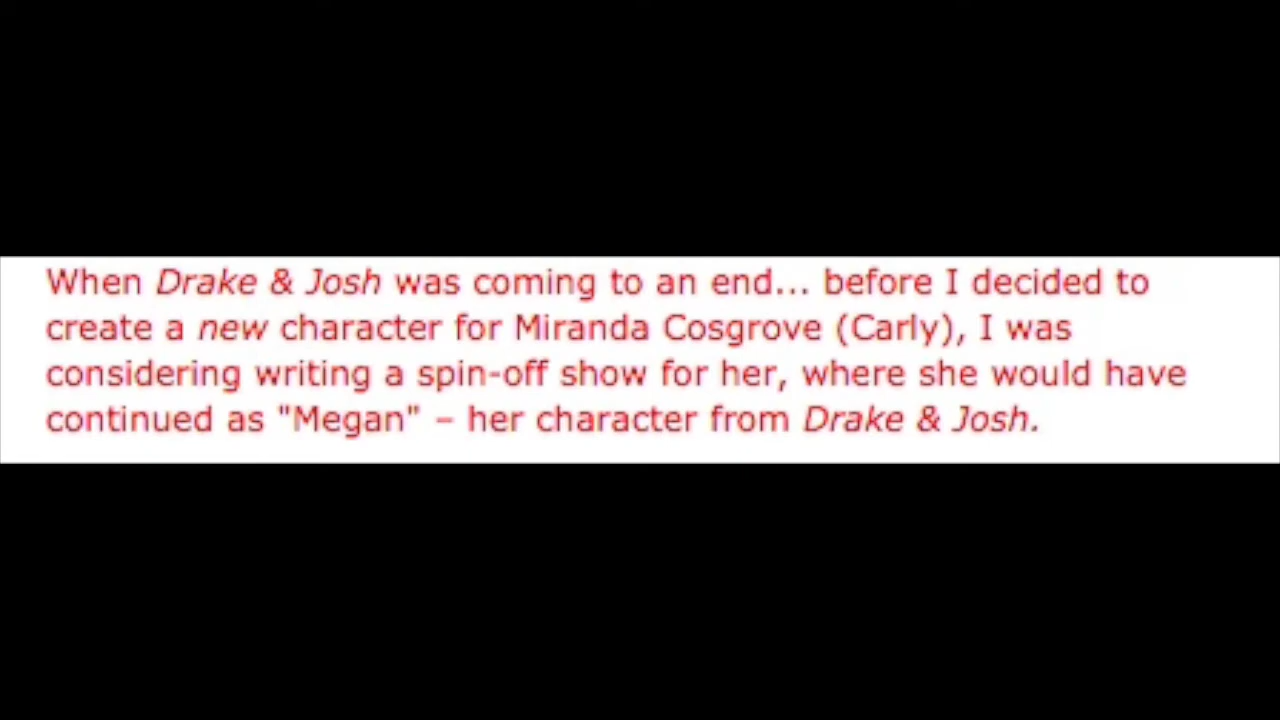 When Drake & Josh was coming to an end... before I decided to
create a new character for Miranda Cosgrove (Carly), I was
considering writing a spin-off show for her, where she would have
continued as "Megan" – her character from Drake & Josh.